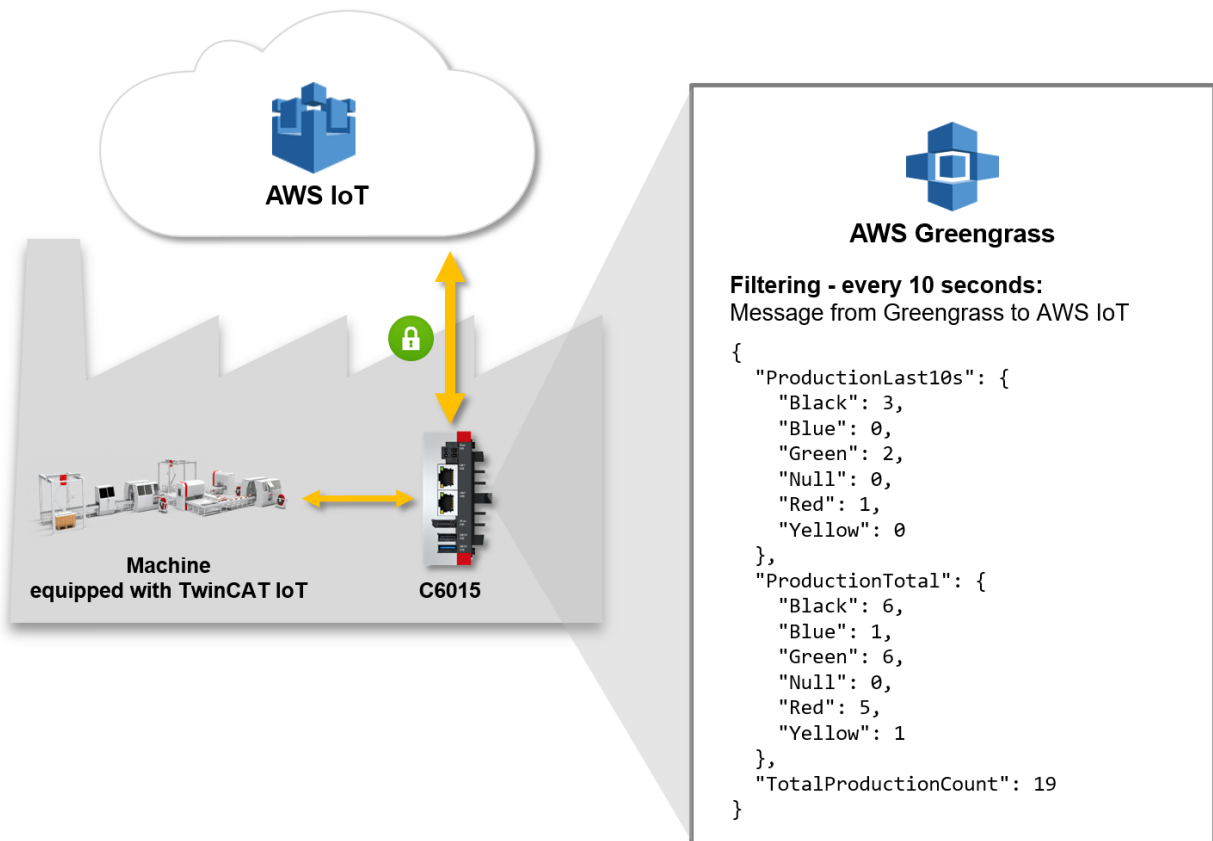 AWS IoT
Machine
equipped with TwinCAT IoT
C6015
AWS Greengrass
Filtering - every 10 seconds:
Message from Greengrass to AWS IoT
{
  "ProductionLast10s": {
    "Black": 3,
    "Blue": 0,
    "Green": 2,
    "Null": 0,
    "Red": 1,
    "Yellow": 0
  },
  "ProductionTotal": {
    "Black": 6,
    "Blue": 1,
    "Green": 6,
    "Null": 0,
    "Red": 5,
    "Yellow": 1
  },
  "TotalProductionCount": 19
}